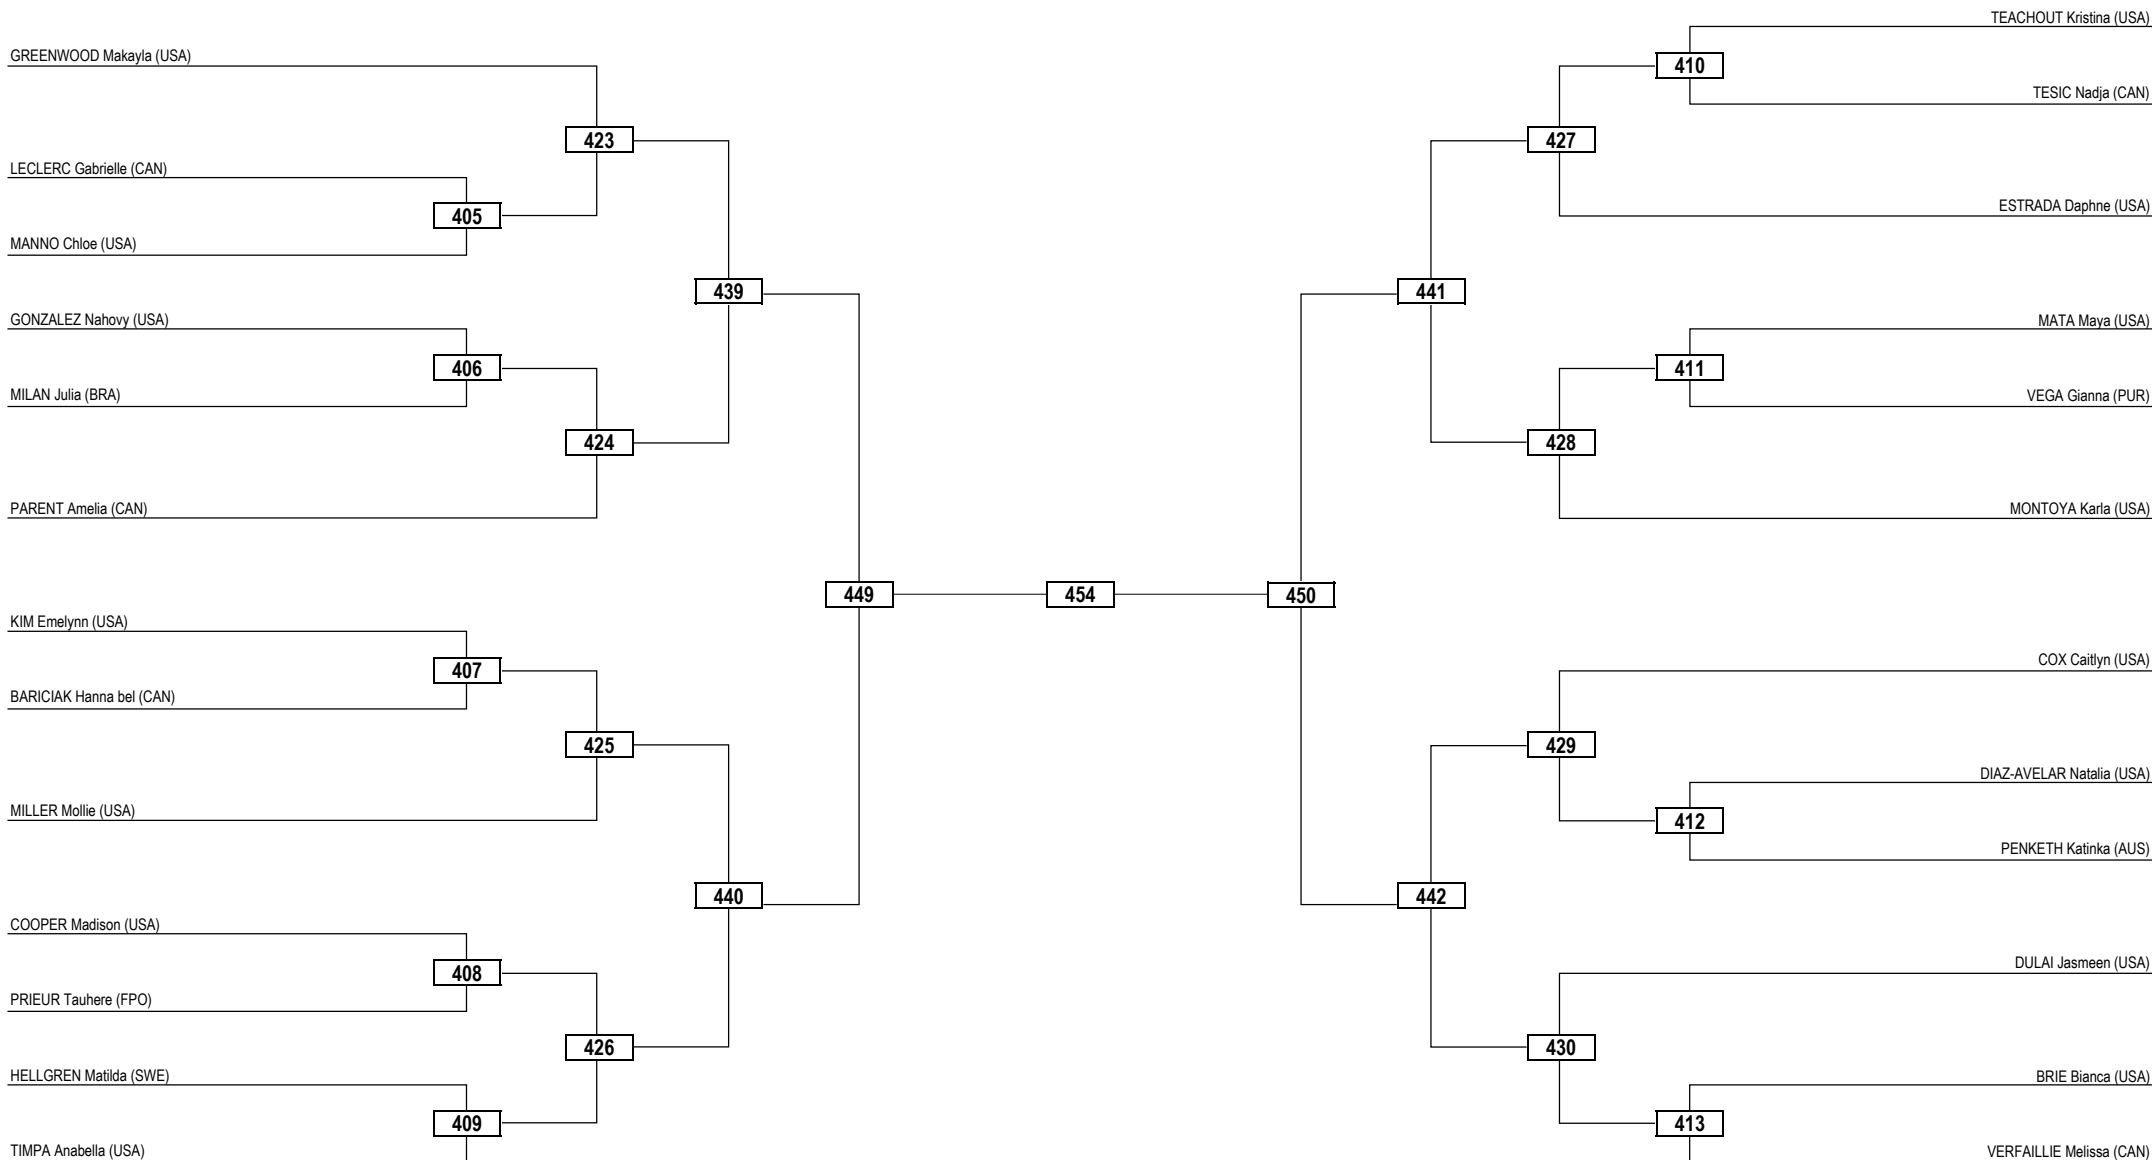 TEACHOUT Kristina (USA)
GREENWOOD Makayla (USA)
410
TESIC Nadja (CAN)
423
427
LECLERC Gabrielle (CAN)
405
ESTRADA Daphne (USA)
MANNO Chloe (USA)
439
441
GONZALEZ Nahovy (USA)
MATA Maya (USA)
406
411
MILAN Julia (BRA)
VEGA Gianna (PUR)
424
428
PARENT Amelia (CAN)
MONTOYA Karla (USA)
449
454
450
KIM Emelynn (USA)
COX Caitlyn (USA)
407
BARICIAK Hanna bel (CAN)
425
429
DIAZ-AVELAR Natalia (USA)
MILLER Mollie (USA)
412
PENKETH Katinka (AUS)
440
442
COOPER Madison (USA)
DULAI Jasmeen (USA)
408
PRIEUR Tauhere (FPO)
426
430
HELLGREN Matilda (SWE)
BRIE Bianca (USA)
409
413
TIMPA Anabella (USA)
VERFAILLIE Melissa (CAN)